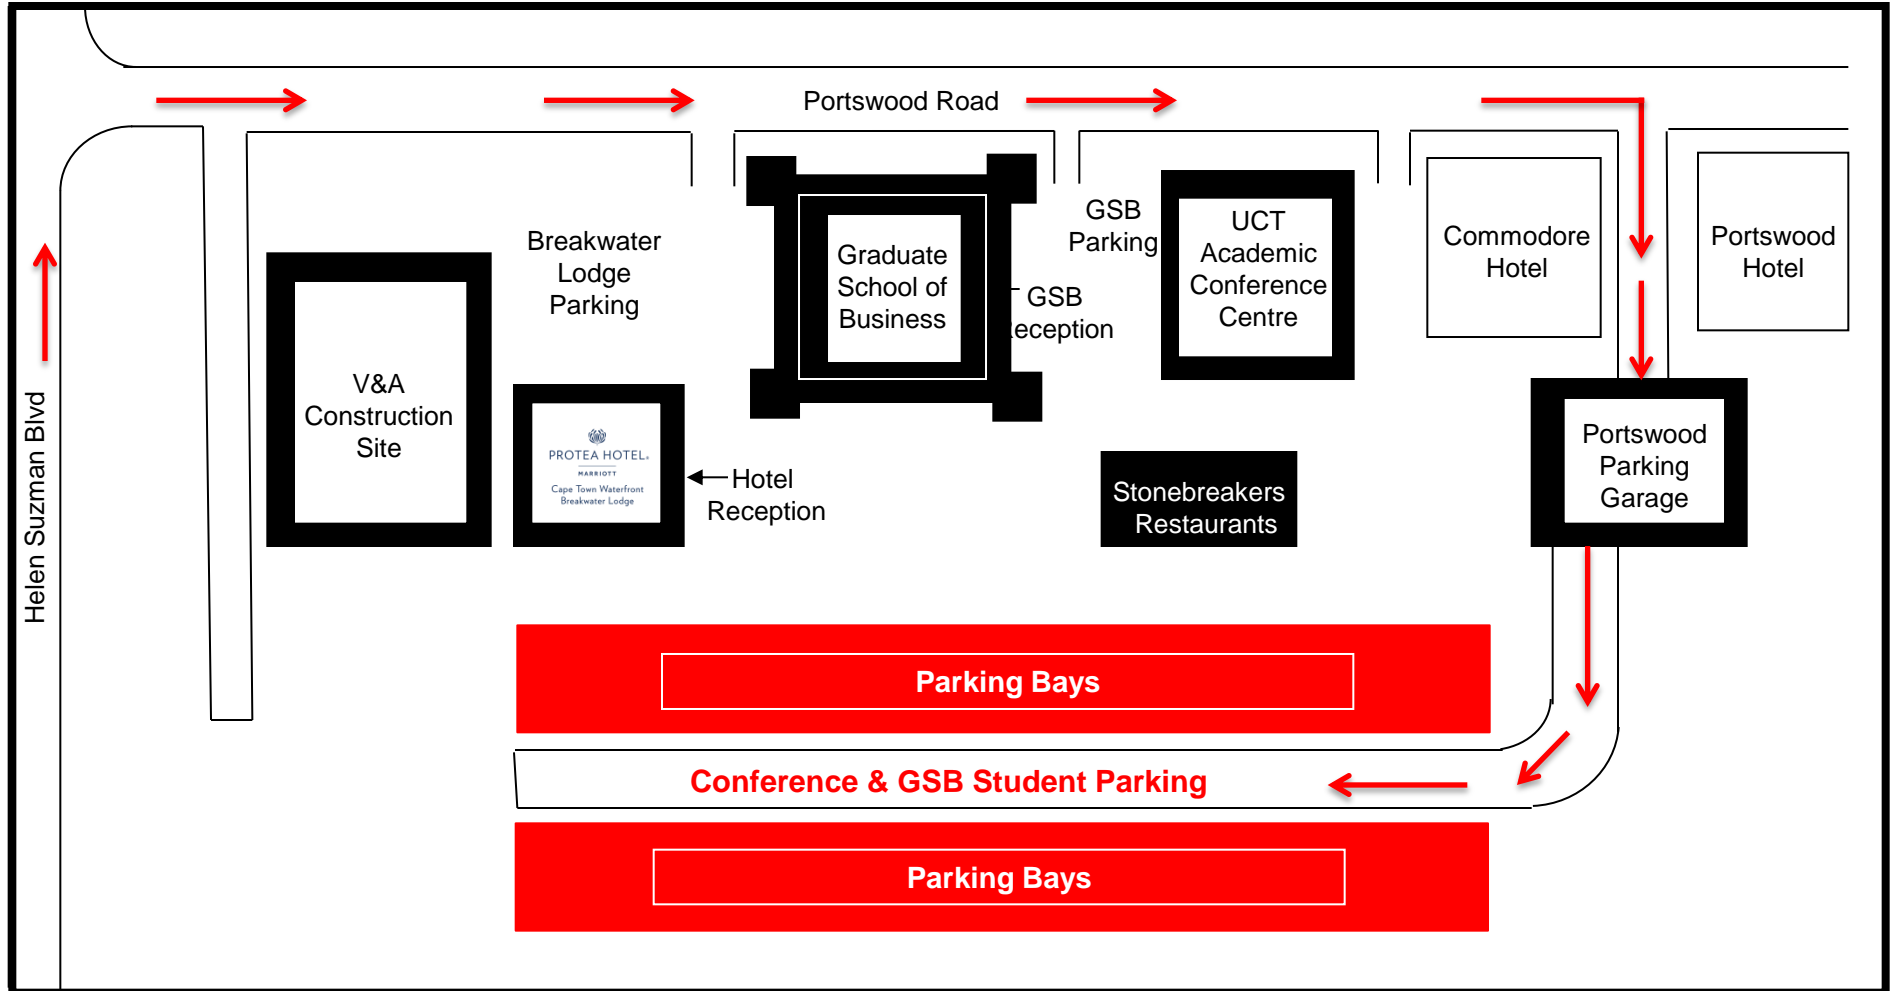 Portswood Road
Helen Suzman Blvd
Breakwater
Lodge
Parking
Graduate
School of
Business
GSB
Parking
UCT
Academic
Conference
Centre
Commodore
Hotel
Portswood
Hotel
GSB
Reception
V&A
Construction
Site
PROTEA HOTEL®
MARRIOTT
Cape Town Waterfront
Breakwater Lodge
Hotel
Reception
Stonebreakers
Restaurants
Portswood
Parking
Garage
Parking Bays
Conference & GSB Student Parking
Parking Bays